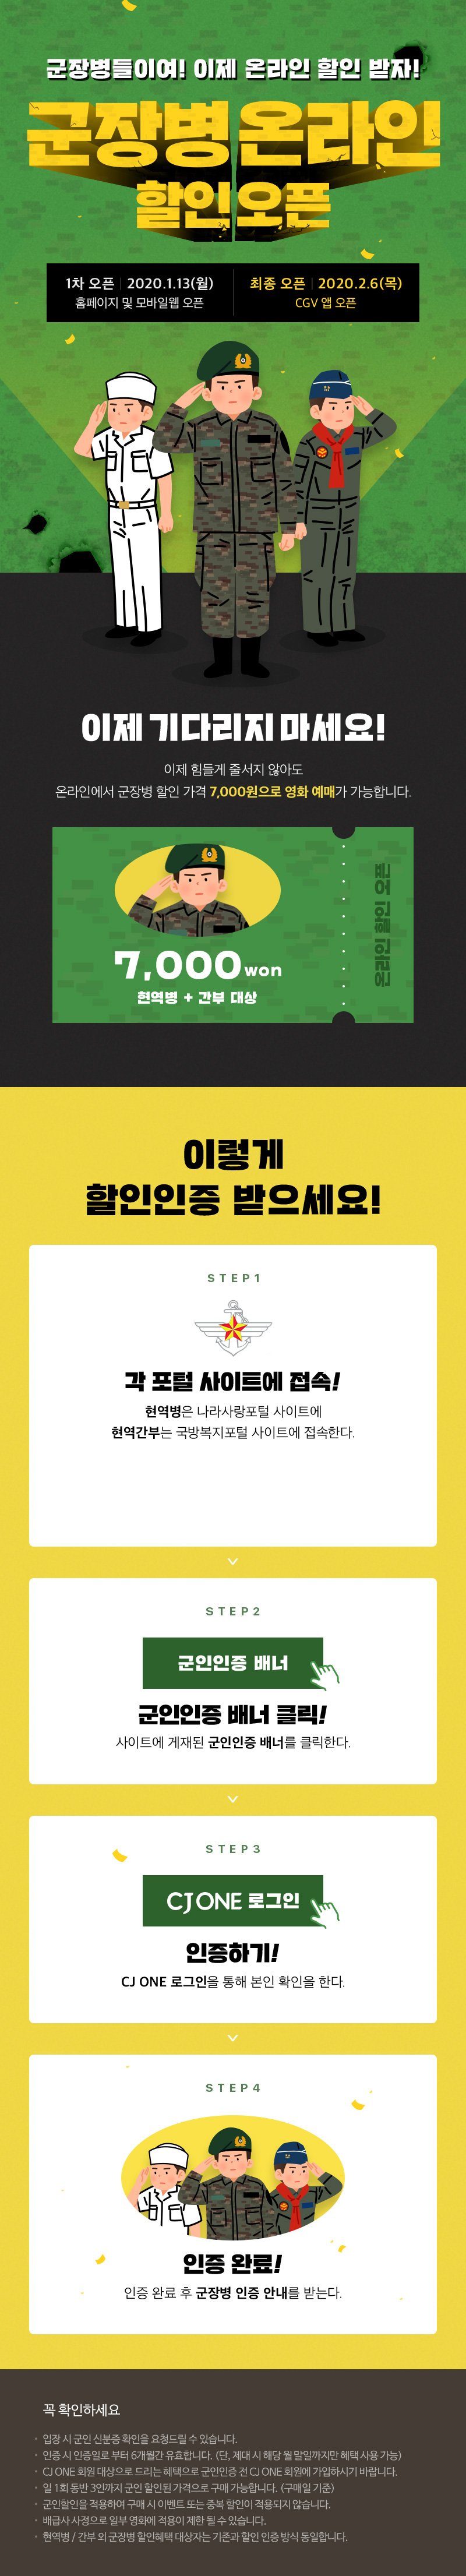 군장병들이여! 이제 온라인 할인 받자!
군장병 온라인
할인오픈
1차 오픈 | 2020.1.13(월)
홈페이지 및 모바일웹 오픈
최종 오픈 | 2020.2.6(목)
CGV 앱 오픈
이제 기다리지 마세요!
이제 힘들게 줄서지 않아도
온라인에서 군장병 할인 가격 7,000원으로 영화 예매가 가능합니다.
7,000won
현역병 + 간부 대상
온라인 할인 오픈
이렇게
할인인증 받으세요!
STEP1
각 포털 사이트에 접속!
현역병은 나라사랑포털 사이트에
현역간부는 국방복지포털 사이트에 접속한다.
STEP2
군인인증 배너
군인인증 배너 클릭!
사이트에 게재된 군인인증 배너를 클릭한다.
STEP3
CJ ONE 로그인
인증하기!
CJ ONE 로그인을 통해 본인 확인을 한다.
STEP4
인증 완료!
인증 완료 후 군장병 인증 안내를 받는다.
꼭 확인하세요
• 입장 시 군인 신분증 확인을 요청드릴 수 있습니다.
• 인증 시 인증일로 부터 6개월간 유효합니다. (단, 제대 시 해당 월 말일까지만 혜택 사용 가능)
• CJ ONE 회원 대상으로 드리는 혜택으로 군인인증 전 CJ ONE 회원에 가입하시기 바랍니다.
• 일 1회 동반 3인까지 군인 할인된 가격으로 구매 가능합니다. (구매일 기준)
• 군인할인을 적용하여 구매 시 이벤트 또는 중복 할인이 적용되지 않습니다.
• 배급사 사정으로 일부 영화에 적용이 제한 될 수 있습니다.
• 현역병 / 간부 외 군장병 할인혜택 대상자는 기존과 할인 인증 방식 동일합니다.